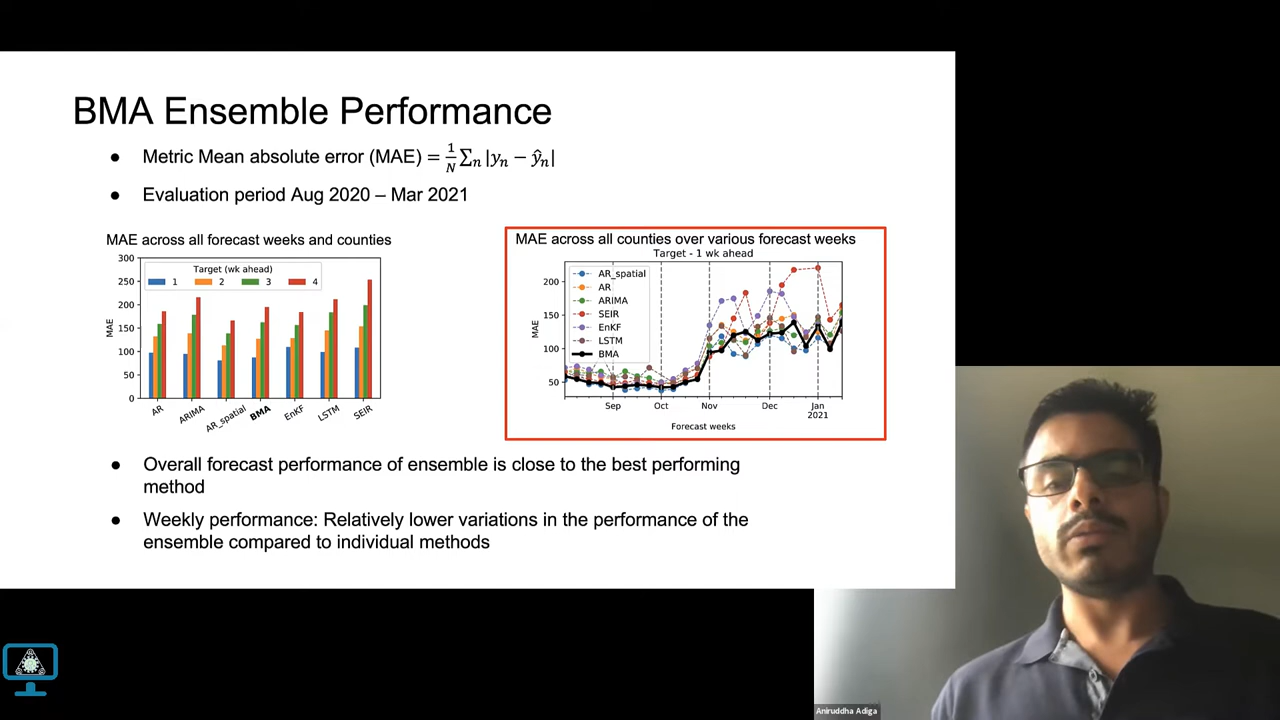 BMA Ensemble Performance
● Metric Mean absolute error (MAE) = 1/N ∑n |yn − ŷn|
● Evaluation period Aug 2020 – Mar 2021
MAE across all forecast weeks and counties
300
250
200
150
100
50
0
MAE
Target (wk ahead)
1 2 3 4
AR ARIMA AR_spatial BMA EnKF LSTM SEIR
MAE across all counties over various forecast weeks
Target - 1 wk ahead
200
150
100
50
MAE
AR_spatial
AR
ARIMA
SEIR
EnKF
LSTM
BMA
Sep Oct Nov Dec Jan
2021
Forecast weeks
● Overall forecast performance of ensemble is close to the best performing
method
● Weekly performance: Relatively lower variations in the performance of the
ensemble compared to individual methods
Aniruddha Adiga